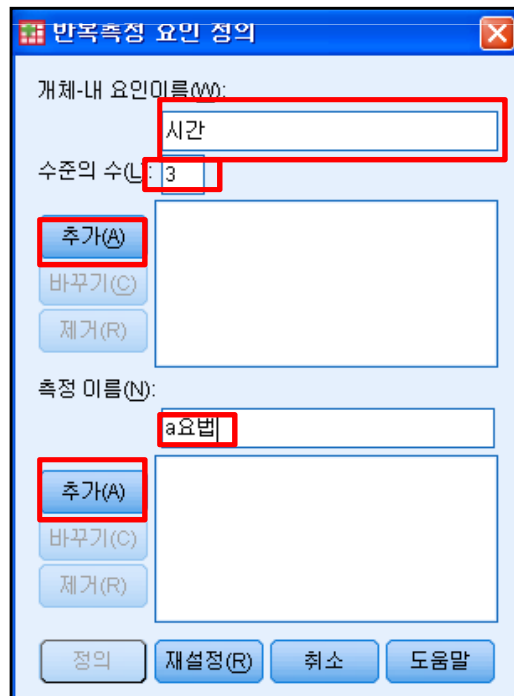 반복측정 요인 정의
개체-내 요인이름(W):
시간
수준의 수(L): 3
추가(A)
바꾸기(C)
제거(R)
측정 이름(N):
a요법
추가(A)
바꾸기(C)
제거(R)
정의 재설정(R) 취소 도움말